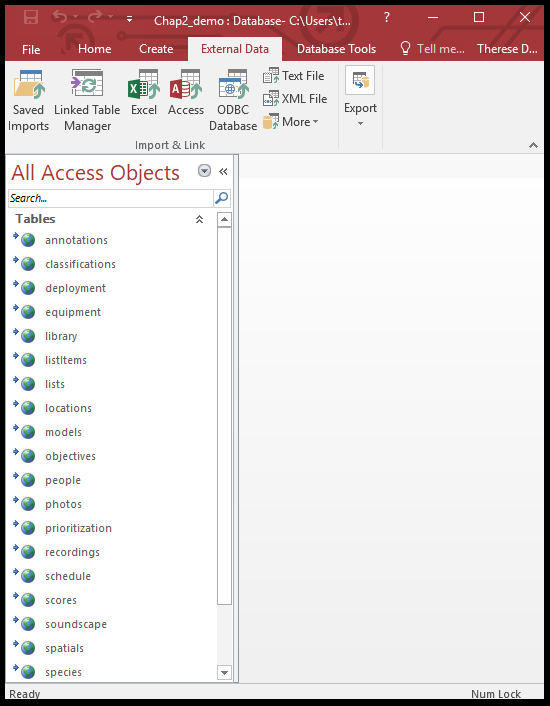 Chap2_demo : Database- C:\Users\t...
?
File Home Create External Data Database Tools Tell me... Therese D...
Saved Imports
Linked Table Manager
Excel
Access
ODBC Database
Text File
XML File
More
Export
Import & Link
All Access Objects
Search...
Tables
annotations
classifications
deployment
equipment
library
listItems
lists
locations
models
objectives
people
photos
prioritization
recordings
schedule
scores
soundscape
spatials
species
Ready Num Lock